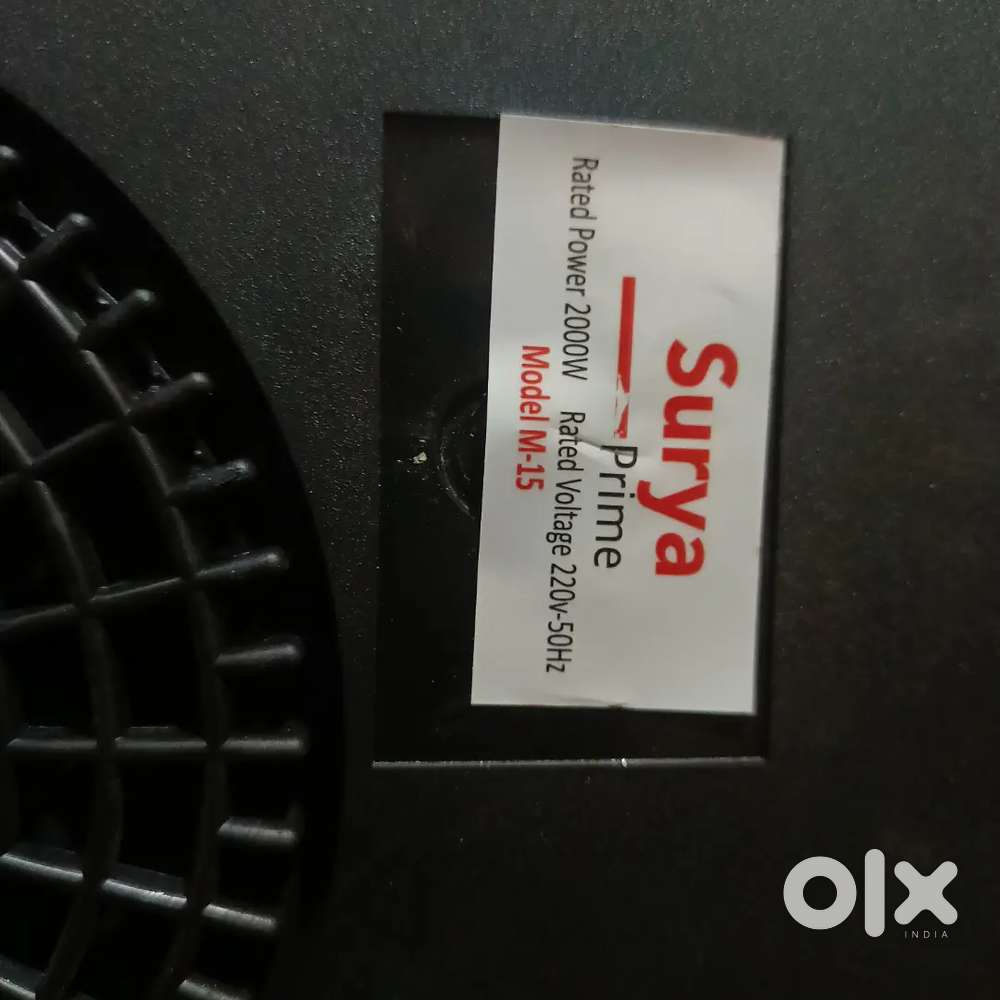 Surya
Prime
Rated Power 2000W Rated Voltage 220v-50Hz
Model M-15
olx
INDIA